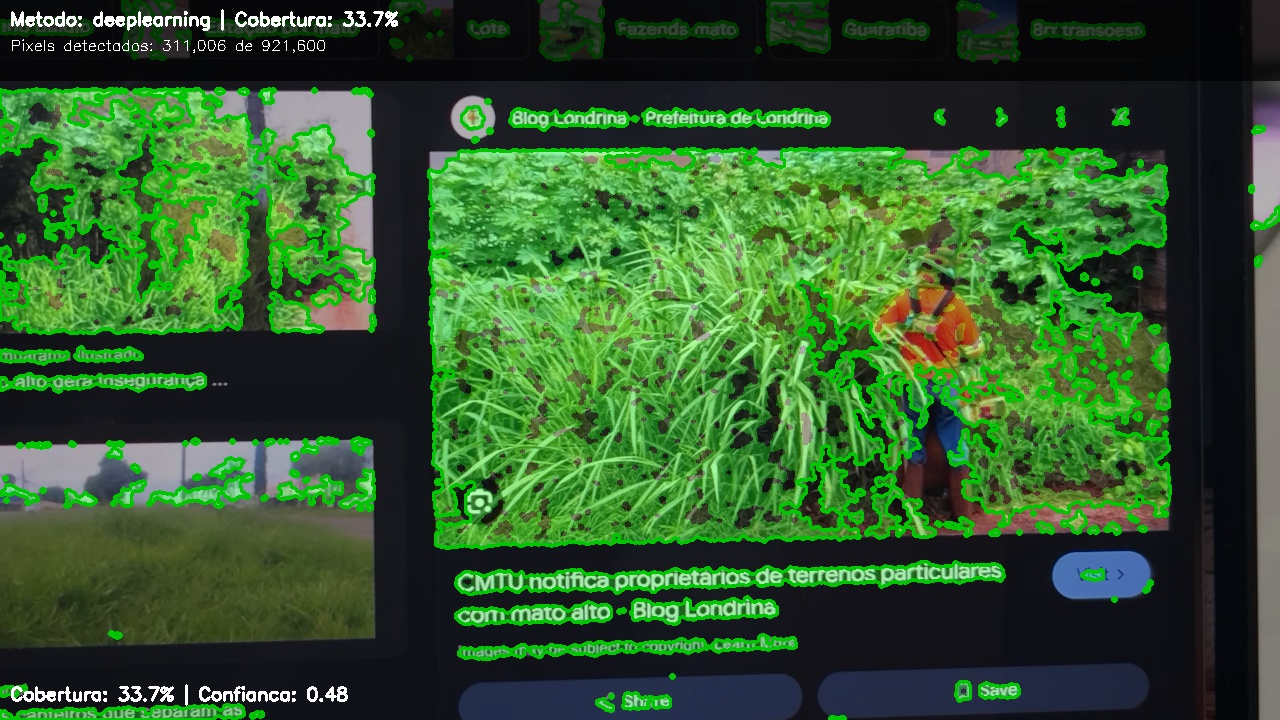 Metodo: deeplearning | Cobertura: 33.7%
Pixels detectados: 311,006 de 921,600
mato
Lote
Fazenda mato
Guaratiba
Brt transoest
Blog Londrina - Prefeitura de Londrina
Ilustrado
o alto gera insegurança ...
CMTU notifica proprietários de terrenos particulares
com mato alto - Blog Londrina
Images may be subject to copyright. Learn More
Visit >
Share
Save
Cobertura: 33.7% | Confianca: 0.48
canteiros que separam as